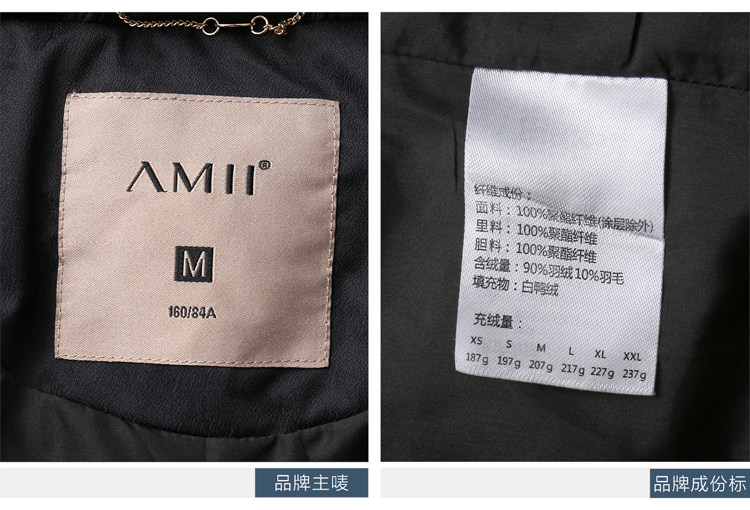 AMII®
M
160/84A
品牌主唛
纤维成份:
面料:100%聚酯纤维(涂层除外)
里料:100%聚酯纤维
胆料:100%聚酯纤维
含绒量:90%羽绒10%羽毛
填充物:白鸭绒
充绒量:
XS S M L XL XXL
187g 197g 207g 217g 227g 237g
品牌成份标